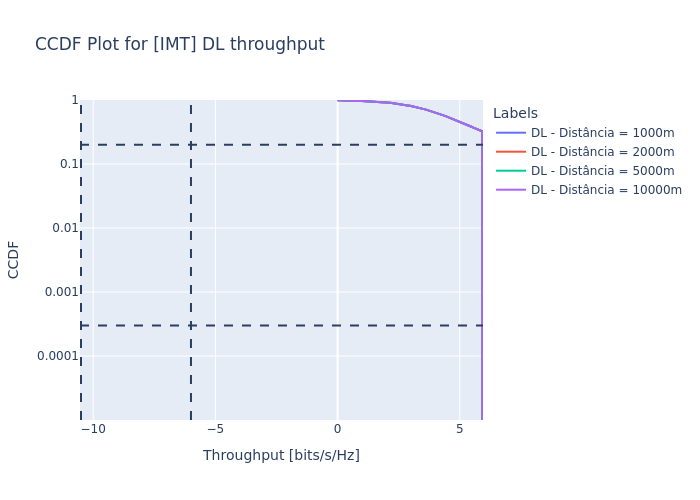 CCDF Plot for [IMT] DL throughput
Labels
DL - Distância = 1000m
DL - Distância = 2000m
DL - Distância = 5000m
DL - Distância = 10000m
CCDF
1
0.1
0.01
0.001
0.0001
−10
−5
0
5
Throughput [bits/s/Hz]